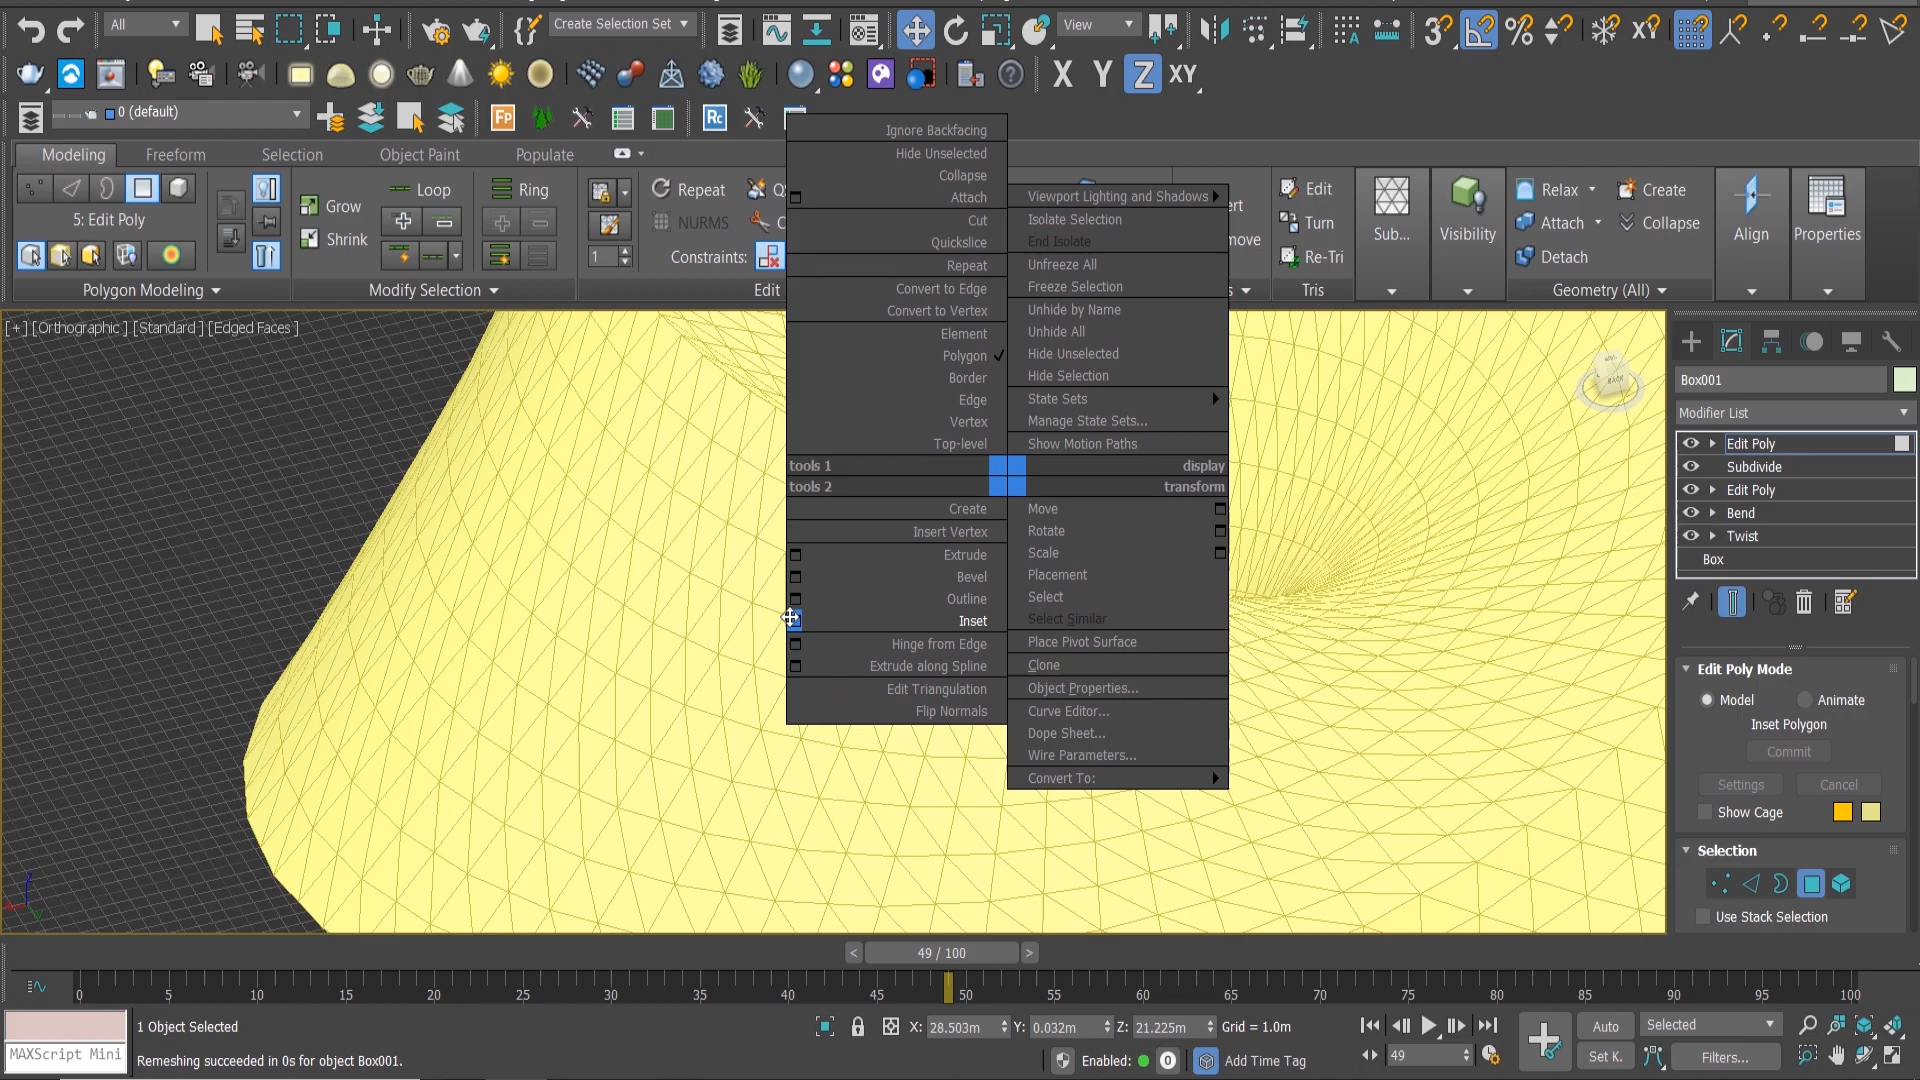 All
Create Selection Set
View
3
XY
X Y Z XY
0 (default)
Fp
Rc
Modeling
Freeform
Selection
Object Paint
Populate
5: Edit Poly
Polygon Modeling
Grow
Shrink
Loop
Ring
Modify Selection
1
Repeat
NURMS
Constraints:
Edit
Edit
Turn
Re-Tri
Tris
Sub...
Visibility
Relax
Create
Attach
Collapse
Detach
Geometry (All)
Align
Properties
[+] [Orthographic ] [Standard ] [Edged Faces ]
Ignore Backfacing
Hide Unselected
Collapse
Attach
Cut
Quickslice
Repeat
Convert to Edge
Convert to Vertex
Element
Polygon
Border
Edge
Vertex
Top-level
tools 1
tools 2
Create
Insert Vertex
Extrude
Bevel
Outline
Inset
Hinge from Edge
Extrude along Spline
Edit Triangulation
Flip Normals
Viewport Lighting and Shadows
Isolate Selection
End Isolate
Unfreeze All
Freeze Selection
Unhide by Name
Unhide All
Hide Unselected
Hide Selection
State Sets
Manage State Sets...
Show Motion Paths
display
transform
Move
Rotate
Scale
Placement
Select
Select Similar
Place Pivot Surface
Clone
Object Properties...
Curve Editor...
Dope Sheet...
Wire Parameters...
Convert To:
BACK
Box001
Modifier List
Edit Poly
Subdivide
Edit Poly
Bend
Twist
Box
Edit Poly Mode
Model
Animate
Inset Polygon
Commit
Settings
Cancel
Show Cage
Selection
Use Stack Selection
< 49 / 100 >
0 5 10 15 20 25 30 35 40 45 50 55 60 65 70 75 80 85 90 95 100
MAXScript Mini
1 Object Selected
Remeshing succeeded in 0s for object Box001.
X: 28.503m Y: 0.032m Z: 21.225m Grid = 1.0m
Enabled: 0 Add Time Tag
49
Auto
Selected
Set K.
Filters...